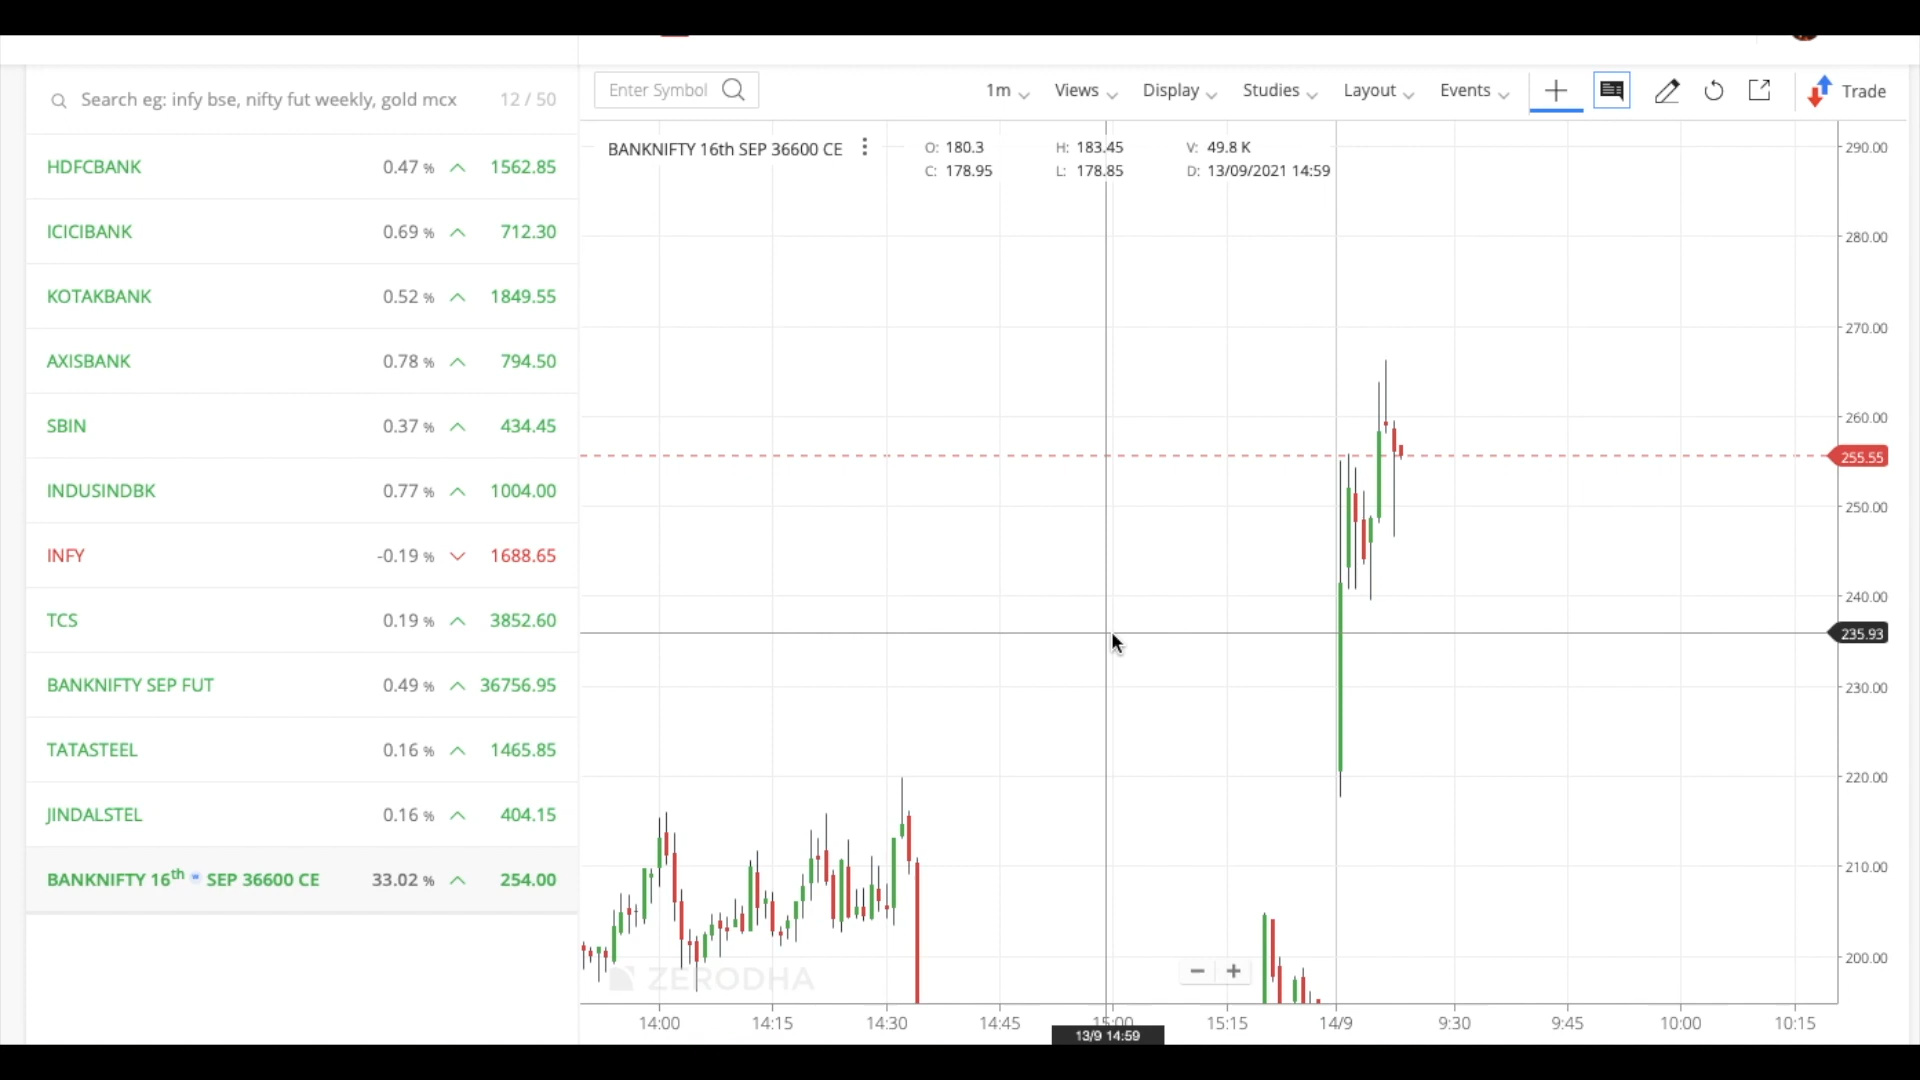 Search eg: infy bse, nifty fut weekly, gold mcx 12 / 50
HDFCBANK 0.47 % 1562.85
ICICIBANK 0.69 % 712.30
KOTAKBANK 0.52 % 1849.55
AXISBANK 0.78 % 794.50
SBIN 0.37 % 434.45
INDUSINDBK 0.77 % 1004.00
INFY -0.19 % 1688.65
TCS 0.19 % 3852.60
BANKNIFTY SEP FUT 0.49 % 36756.95
TATASTEEL 0.16 % 1465.85
JINDALSTEL 0.16 % 404.15
BANKNIFTY 16th w SEP 36600 CE 33.02 % 254.00
Enter Symbol 1m Views Display Studies Layout Events Trade
BANKNIFTY 16th SEP 36600 CE
O: 180.3 H: 183.45 V: 49.8 K
C: 178.95 L: 178.85 D: 13/09/2021 14:59
290.00
280.00
270.00
260.00
255.55
250.00
240.00
235.93
230.00
220.00
210.00
200.00
ZERODHA
14:00 14:15 14:30 14:45 15:00 15:15 14/9 9:30 9:45 10:00 10:15
13/9 14:59